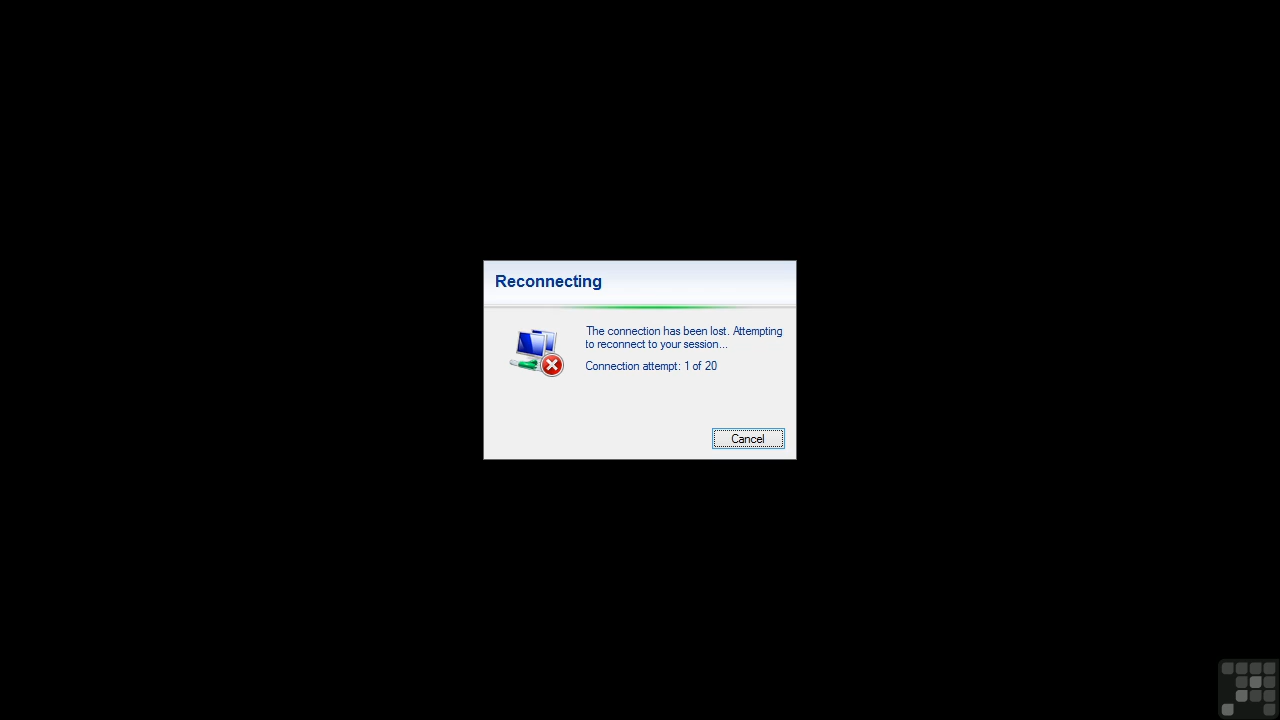 Reconnecting
The connection has been lost. Attempting
to reconnect to your session...
Connection attempt: 1 of 20
Cancel